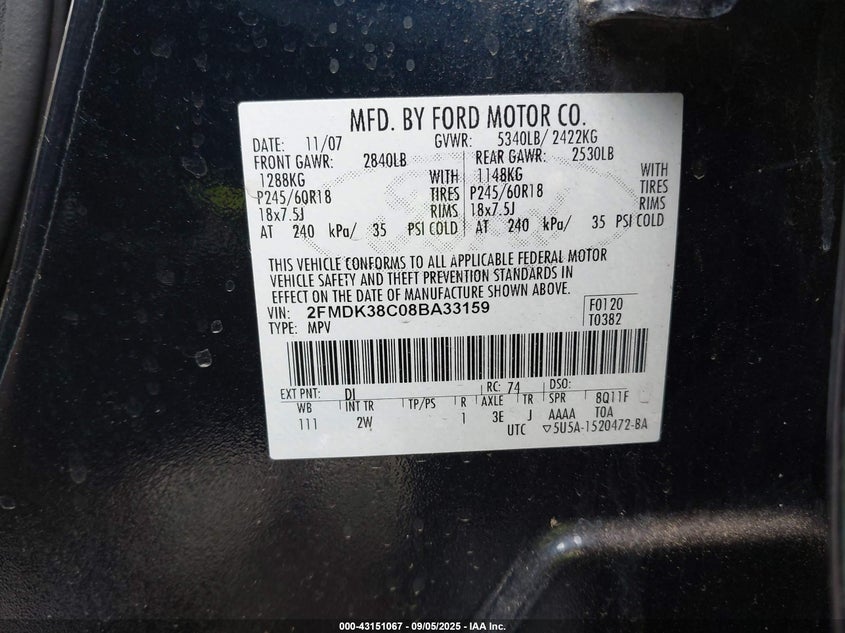 MFD. BY FORD MOTOR CO.
DATE: 11/07 GVWR: 5340LB/ 2422KG
FRONT GAWR: 2840LB REAR GAWR: 2530LB
1288KG WITH 1148KG WITH
P245/60R18 TIRES P245/60R18 TIRES
18x7.5J RIMS 18x7.5J RIMS
AT 240 kPa/ 35 PSI COLD AT 240 kPa/ 35 PSI COLD
THIS VEHICLE CONFORMS TO ALL APPLICABLE FEDERAL MOTOR
VEHICLE SAFETY AND THEFT PREVENTION STANDARDS IN
EFFECT ON THE DATE OF MANUFACTURE SHOWN ABOVE.
VIN: 2FMDK38C08BA33159 F0120
TYPE: MPV T0382
EXT PNT: DI RC: 74 DSO:
WB INT TR TP/PS R AXLE TR SPR 8Q11F
111 2W 1 3E J AAAA TOA
UTC ▽5U5A-1520472-BA
000-43151067 - 09/05/2025 - IAA Inc.